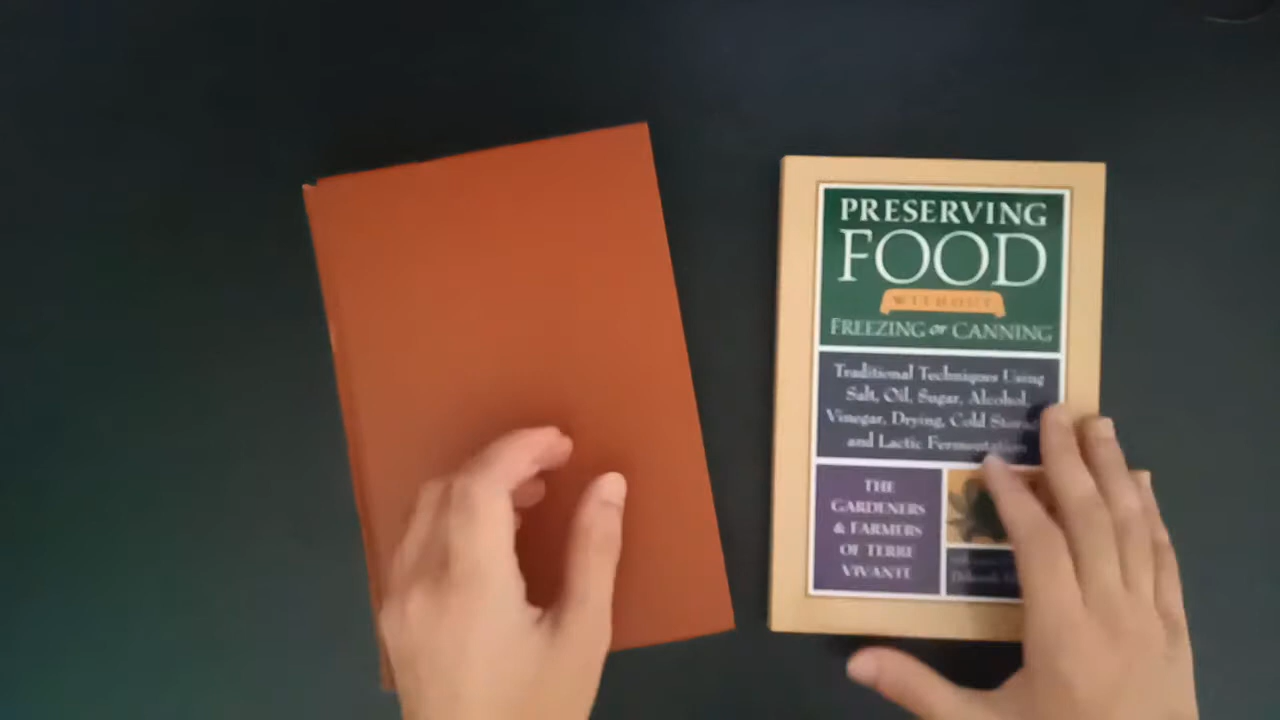 PRESERVING
FOOD
WITHOUT
FREEZING or CANNING
Traditional Techniques Using
Salt, Oil, Sugar, Alcohol,
Vinegar, Drying, Cold
and Lactic Fermentation
THE
GARDENERS
& FARMERS
OF TERRE
VIVANTE
Deborah